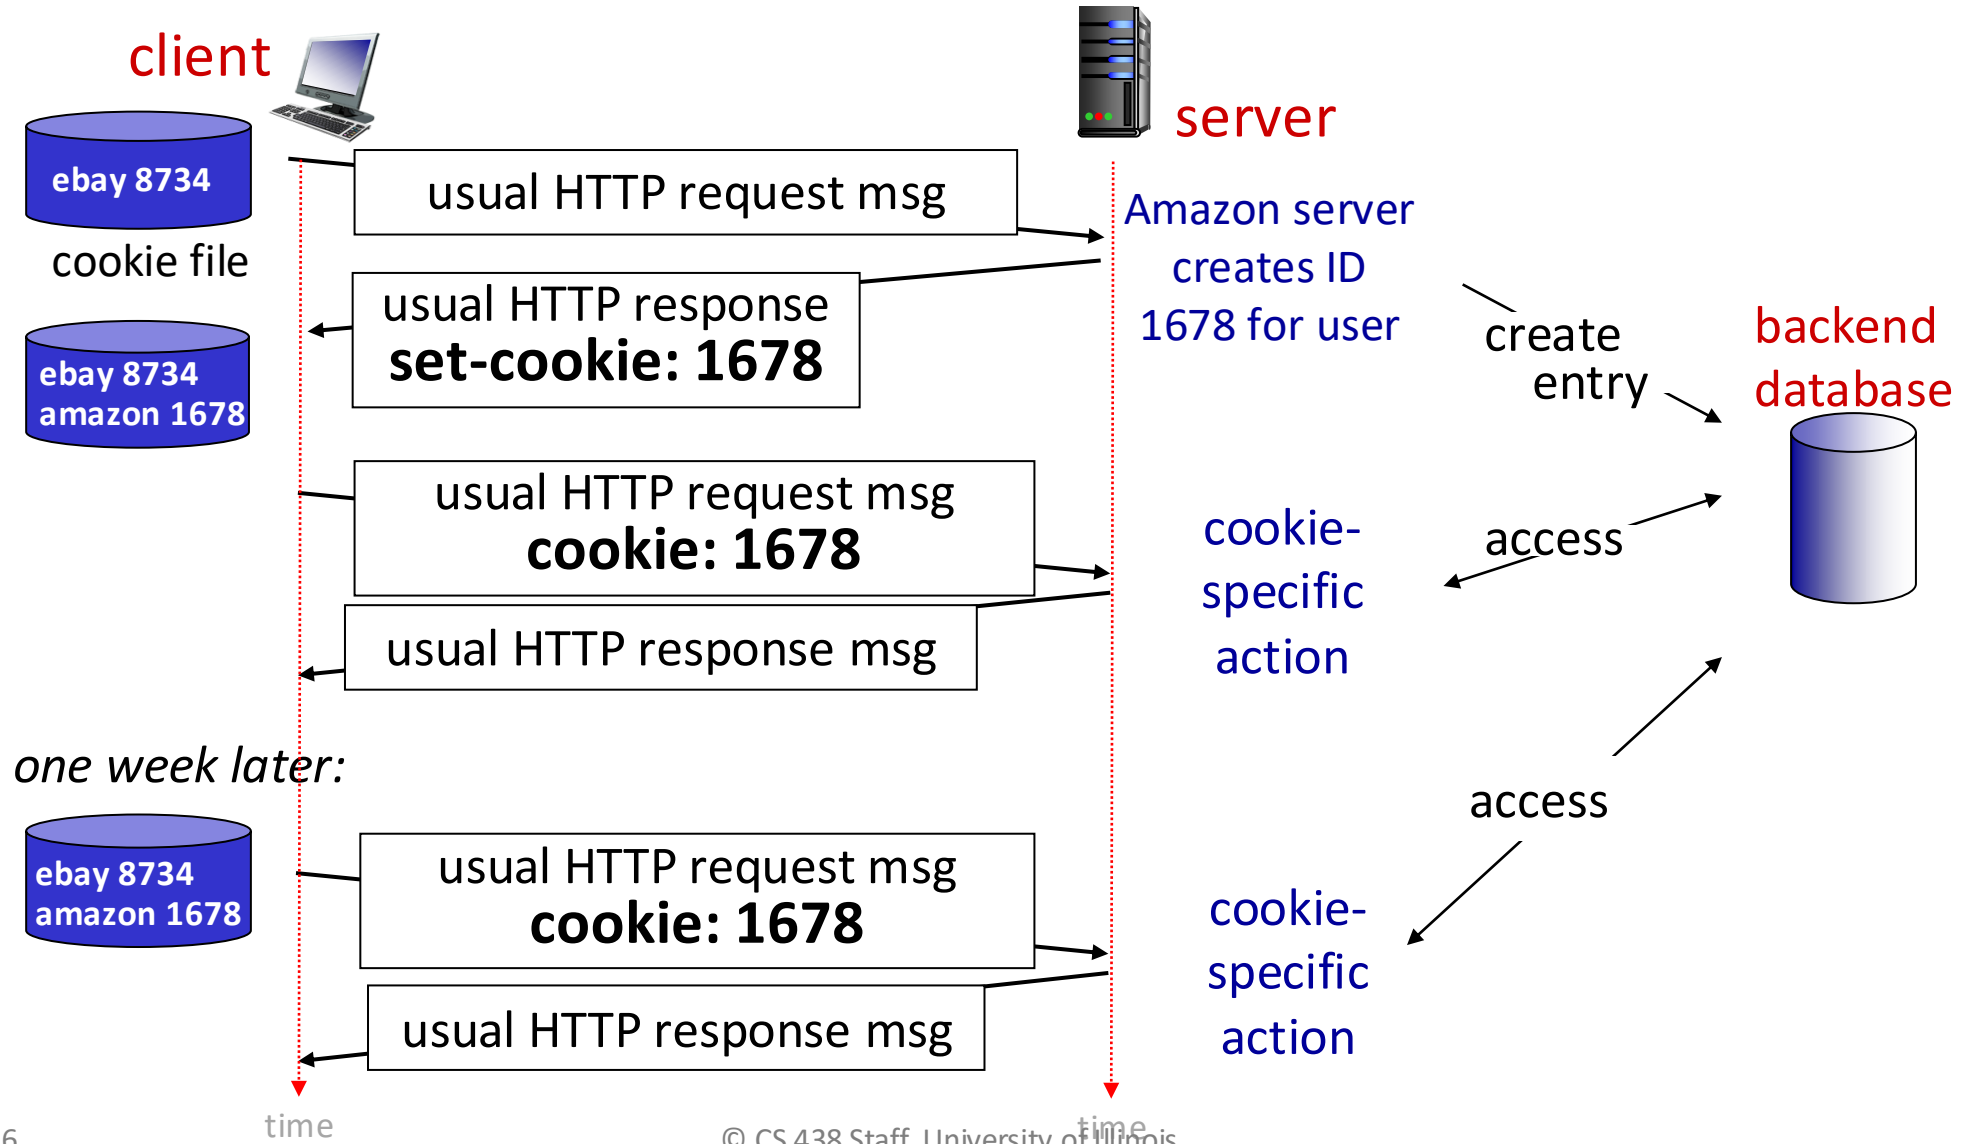 client
server
ebay 8734
cookie file
usual HTTP request msg
Amazon server
creates ID
1678 for user
usual HTTP response
set-cookie: 1678
create
entry
backend
database
ebay 8734
amazon 1678
usual HTTP request msg
cookie: 1678
cookie-
specific
action
access
usual HTTP response msg
one week later:
access
ebay 8734
amazon 1678
usual HTTP request msg
cookie: 1678
cookie-
specific
action
usual HTTP response msg
time
time
6
© CS 438 Staff, University of Illinois